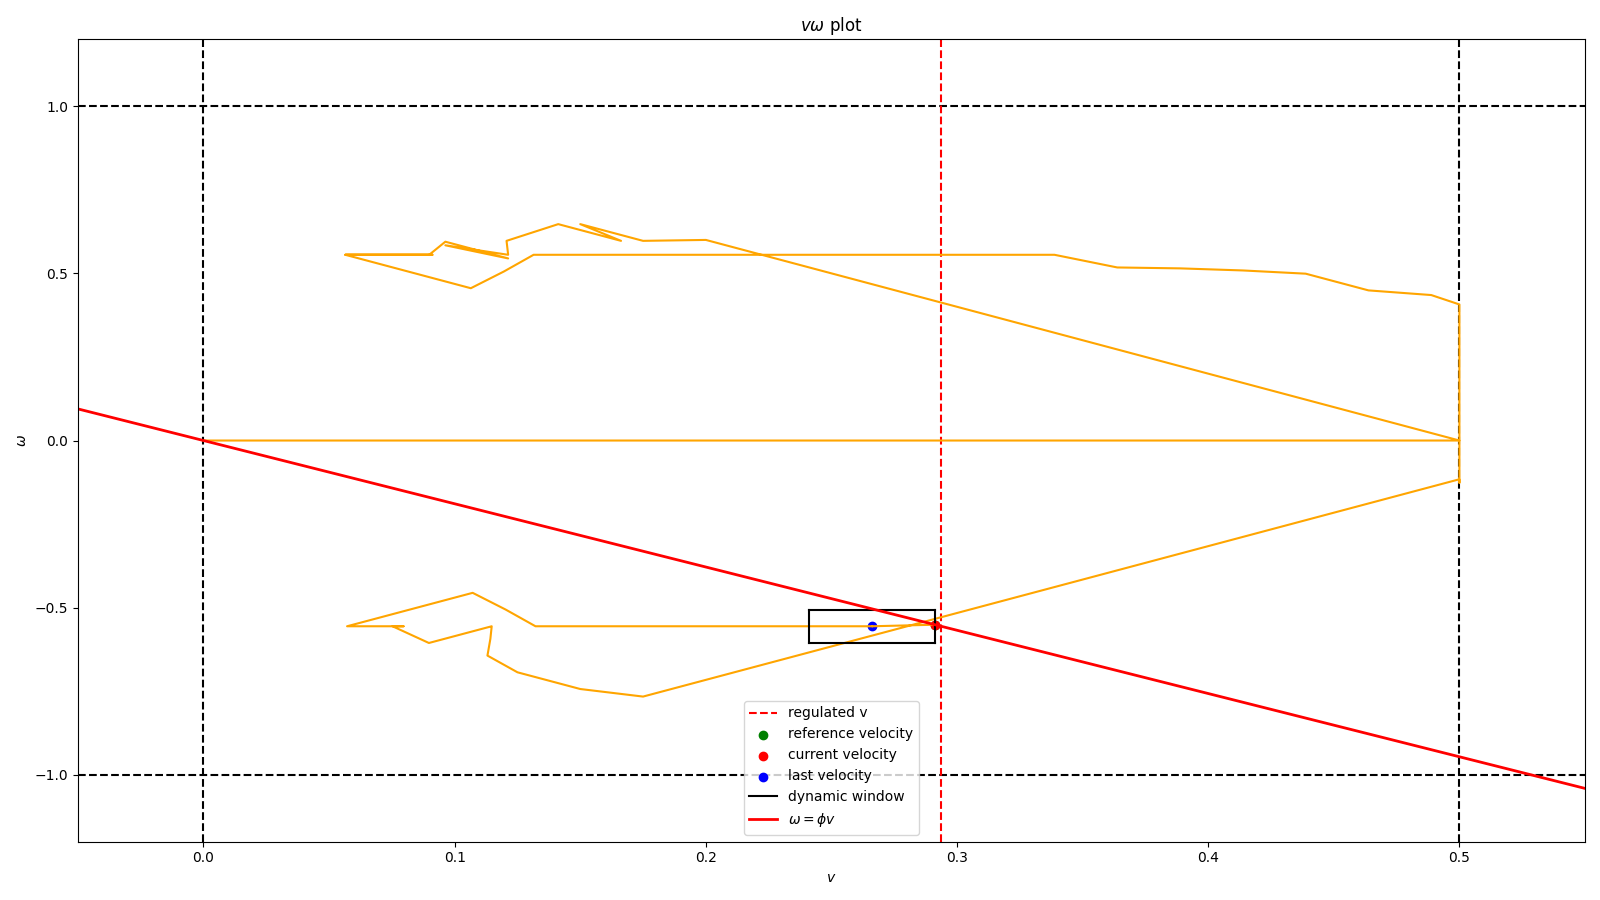 vω plot
1.0
0.5
0.0
−0.5
−1.0
ω
regulated v
reference velocity
current velocity
last velocity
dynamic window
ω = ϕv
0.0 0.1 0.2 0.3 0.4 0.5
v